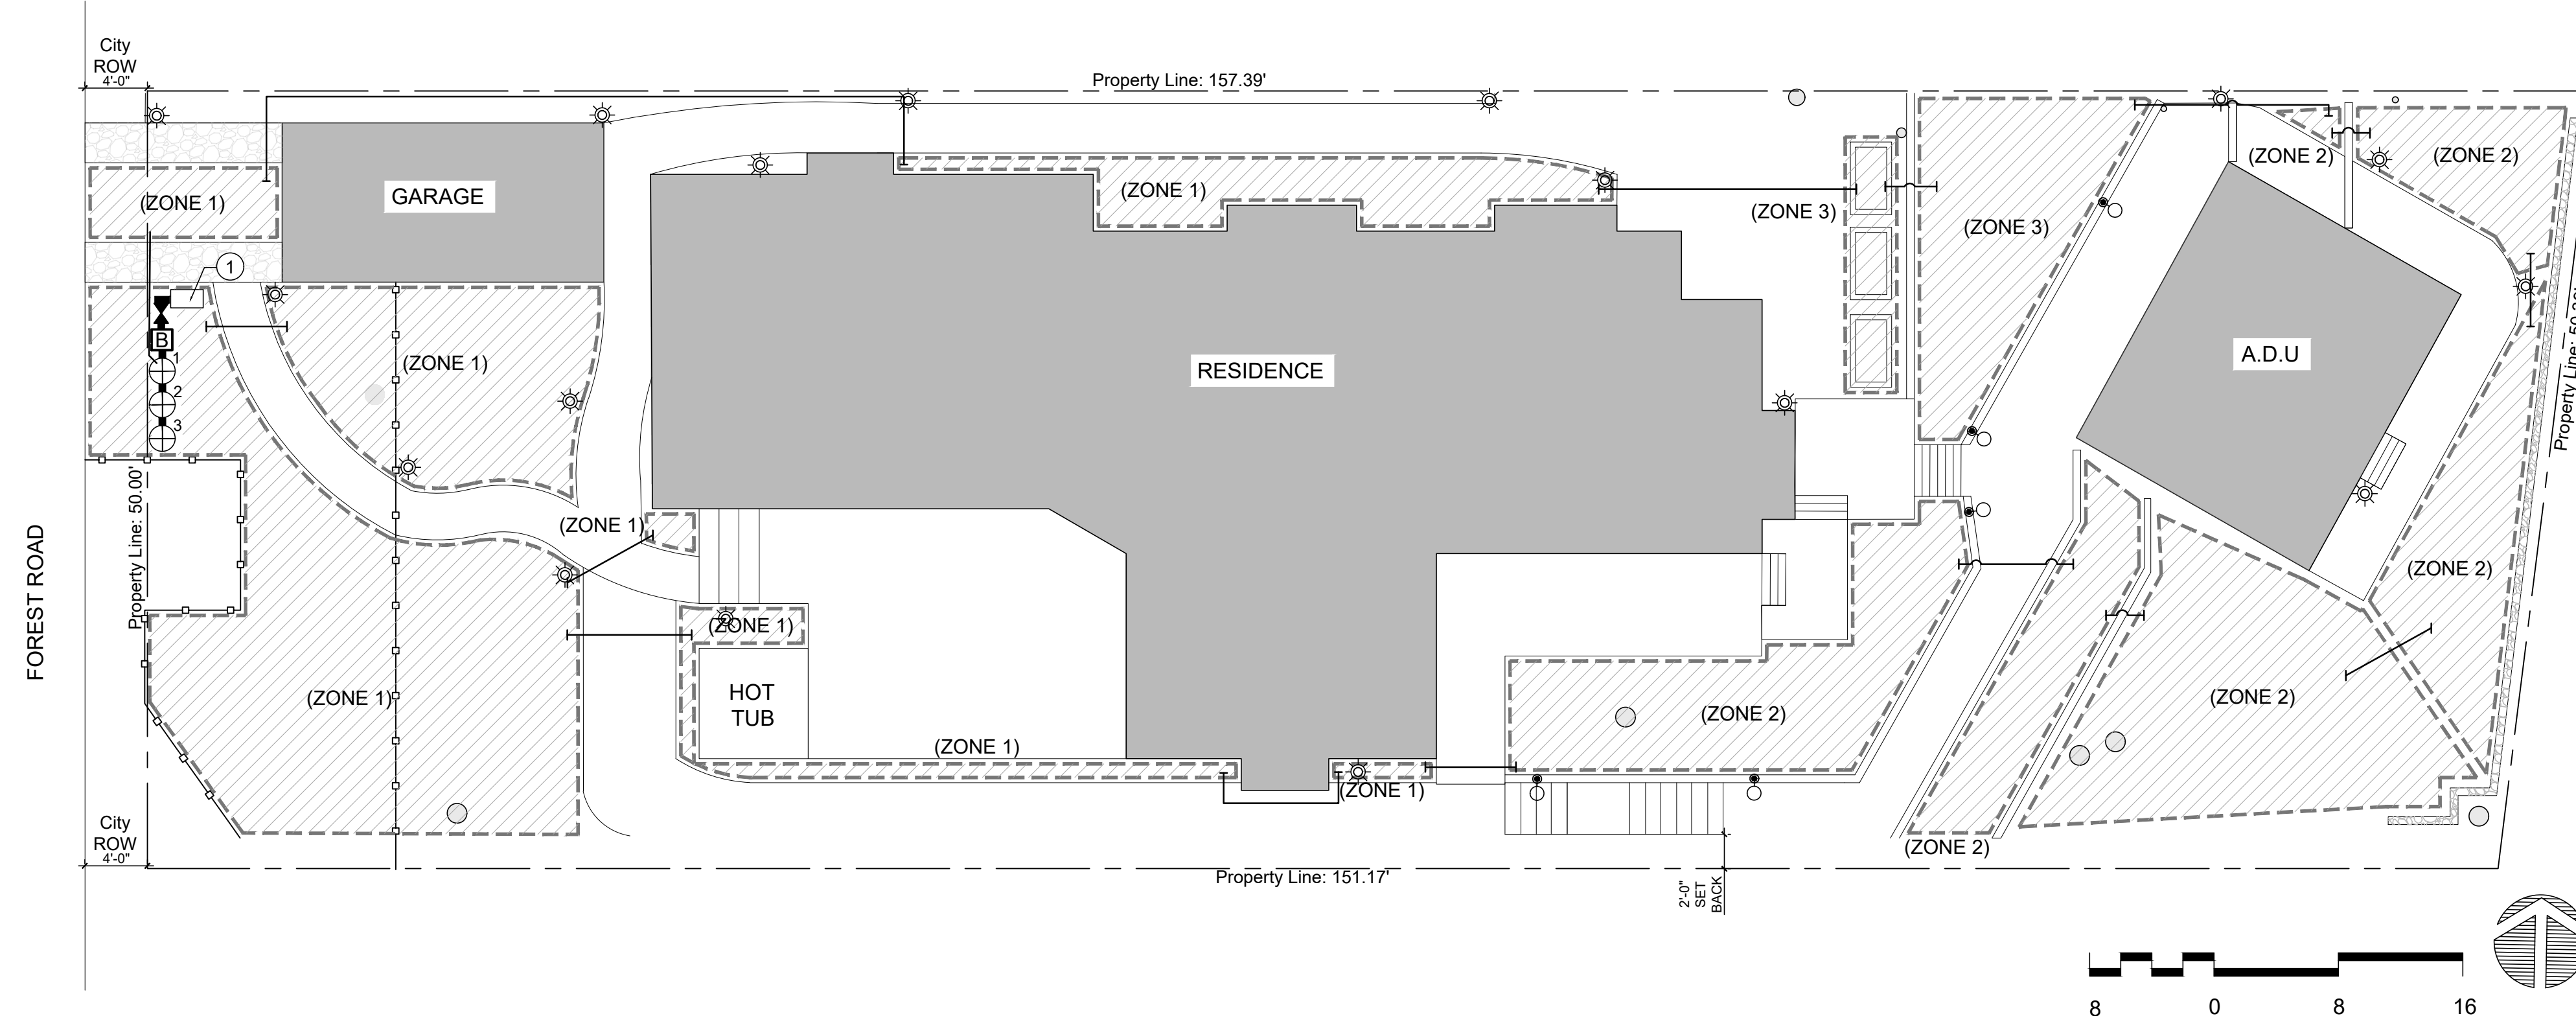 City
ROW
4'-0"
Property Line: 157.39'
(ZONE 1)
GARAGE
(ZONE 1)
(ZONE 3)
(ZONE 3)
(ZONE 2)
(ZONE 2)
1
B
1
2
3
(ZONE 1)
RESIDENCE
A.D.U
FOREST ROAD
Property Line: 50.00'
(ZONE 1)
(ZONE 1)
(ZONE 1)
HOT
TUB
(ZONE 1)
(ZONE 1)
(ZONE 2)
(ZONE 2)
(ZONE 2)
(ZONE 2)
Property Line:
City
ROW
4'-0"
Property Line: 151.17'
2'-0"
SET
BACK
8
0
8
16